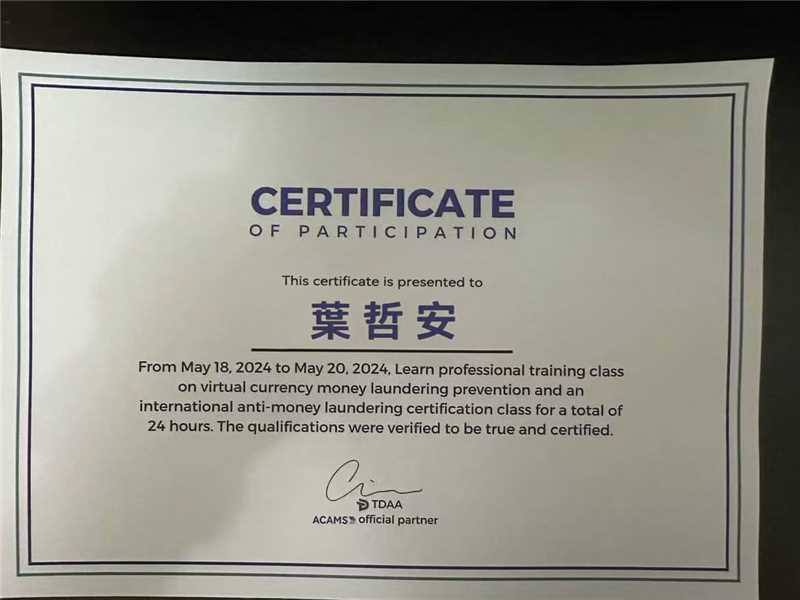 CERTIFICATE
OF PARTICIPATION
This certificate is presented to
葉哲安
From May 18, 2024 to May 20, 2024, Learn professional training class
on virtual currency money laundering prevention and an
international anti-money laundering certification class for a total of
24 hours. The qualifications were verified to be true and certified.
TDAA
ACAMS official partner